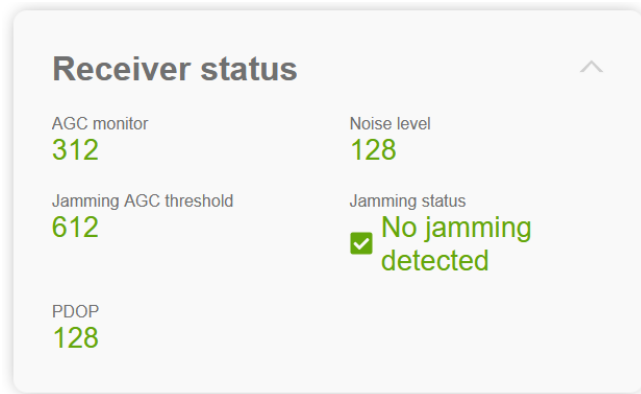 Receiver status
AGC monitor
312
Noise level
128
Jamming AGC threshold
612
Jamming status
No jamming
detected
PDOP
128